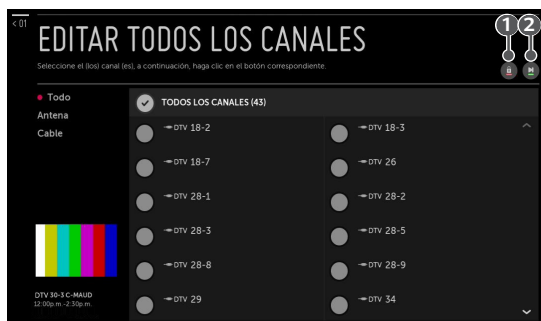 < 01
EDITAR TODOS LOS CANALES
1 2
Seleccione el (los) canal (es), a continuación, haga clic en el botón correspondiente.
Todo
Antena
Cable
TODOS LOS CANALES (43)
DTV 18-2 DTV 18-3
DTV 18-7 DTV 26
DTV 28-1 DTV 28-2
DTV 28-3 DTV 28-5
DTV 28-8 DTV 28-9
DTV 29 DTV 34
DTV 30-3 C-MAUD
12:00p.m.-2:30p.m.